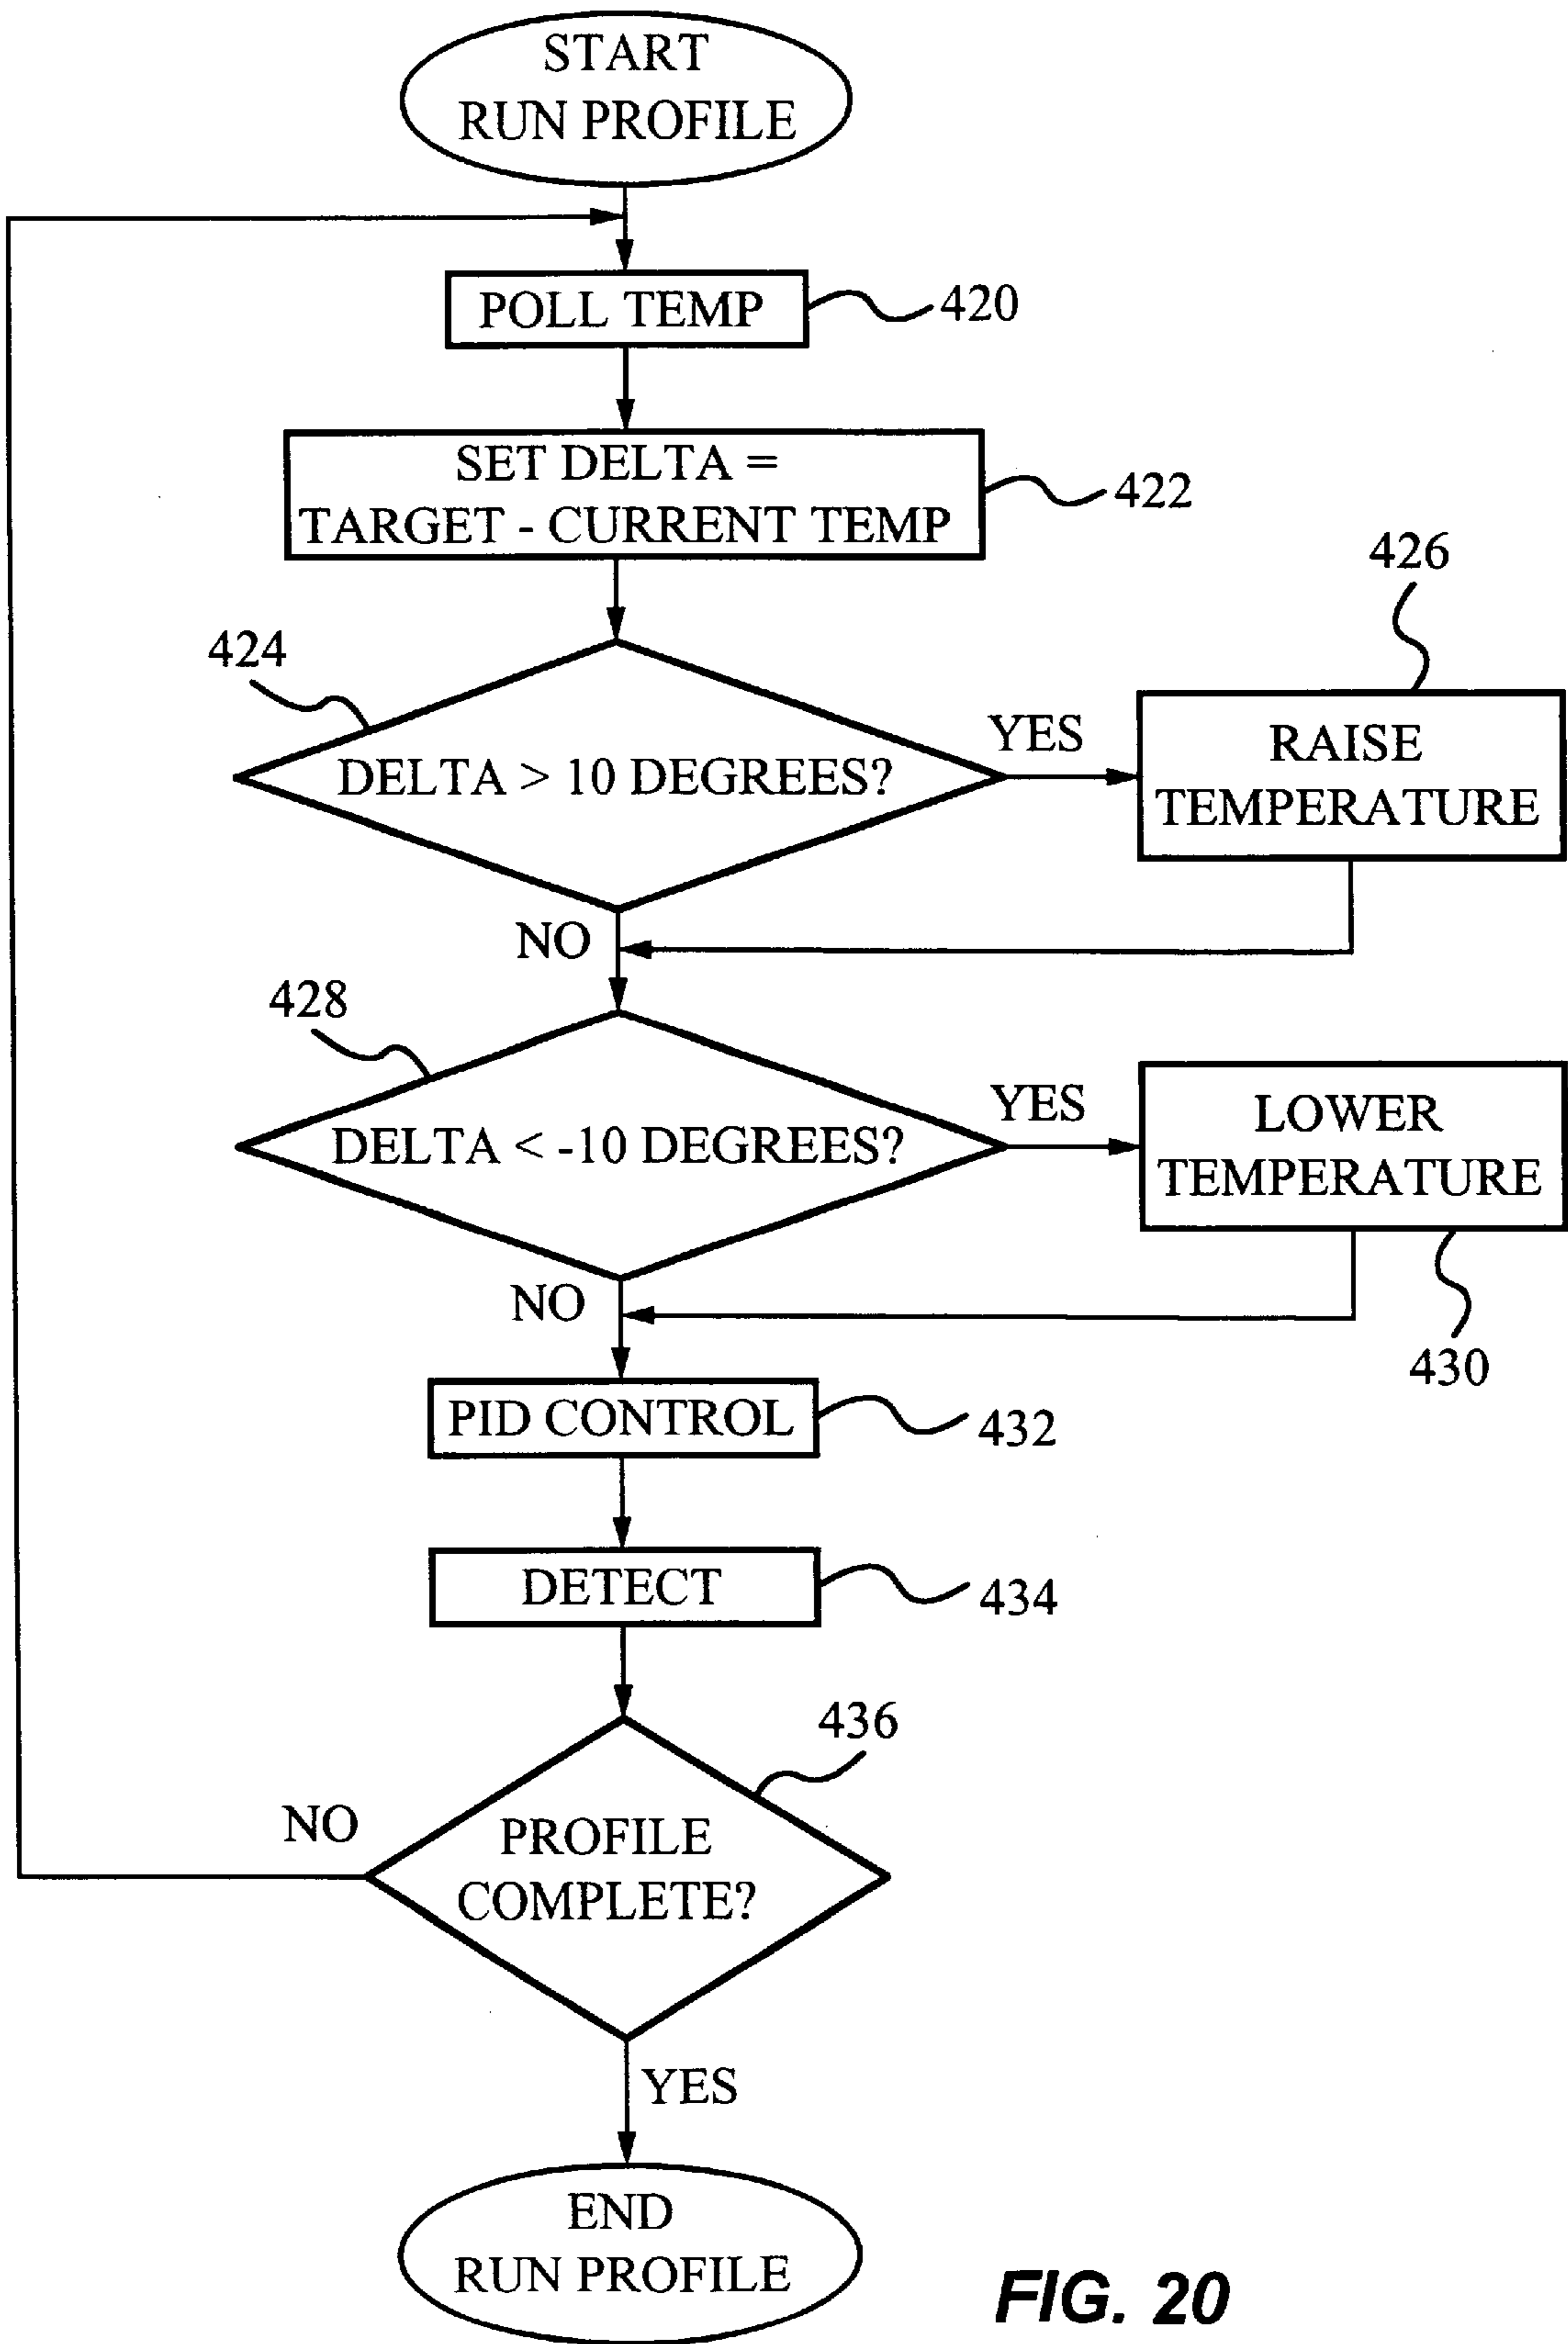 START
RUN PROFILE
POLL TEMP
420
SET DELTA =
TARGET - CURRENT TEMP
422
424
DELTA > 10 DEGREES?
YES
426
RAISE
TEMPERATURE
NO
428
DELTA < -10 DEGREES?
YES
LOWER
TEMPERATURE
430
NO
PID CONTROL
432
DETECT
434
436
PROFILE
COMPLETE?
NO
YES
END
RUN PROFILE
FIG. 20